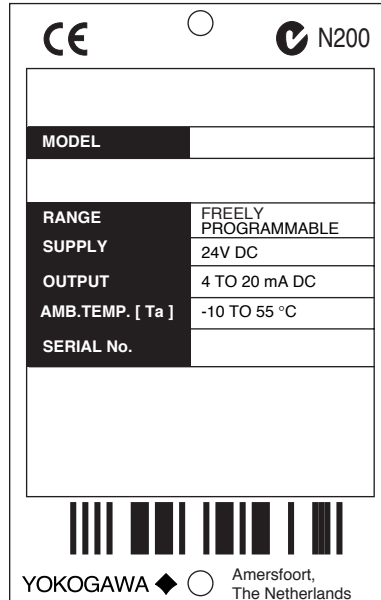 CE N200
MODEL
RANGE FREELY PROGRAMMABLE
SUPPLY 24V DC
OUTPUT 4 TO 20 mA DC
AMB.TEMP. [ Ta ] -10 TO 55 °C
SERIAL No.
YOKOGAWA Amersfoort,
The Netherlands